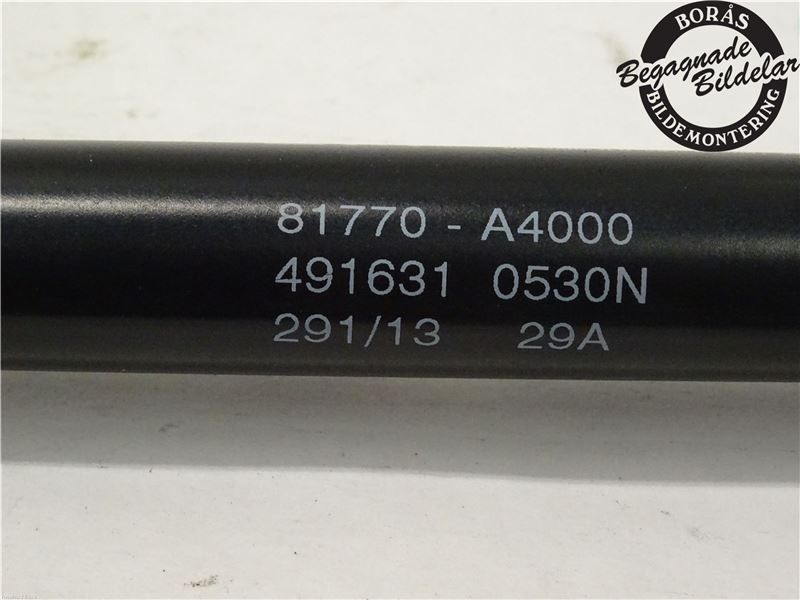 BORÅS
Begagnade
Bildelar
BILDEMONTERING
81770 - A4000
491631 0530N
291/13 29A